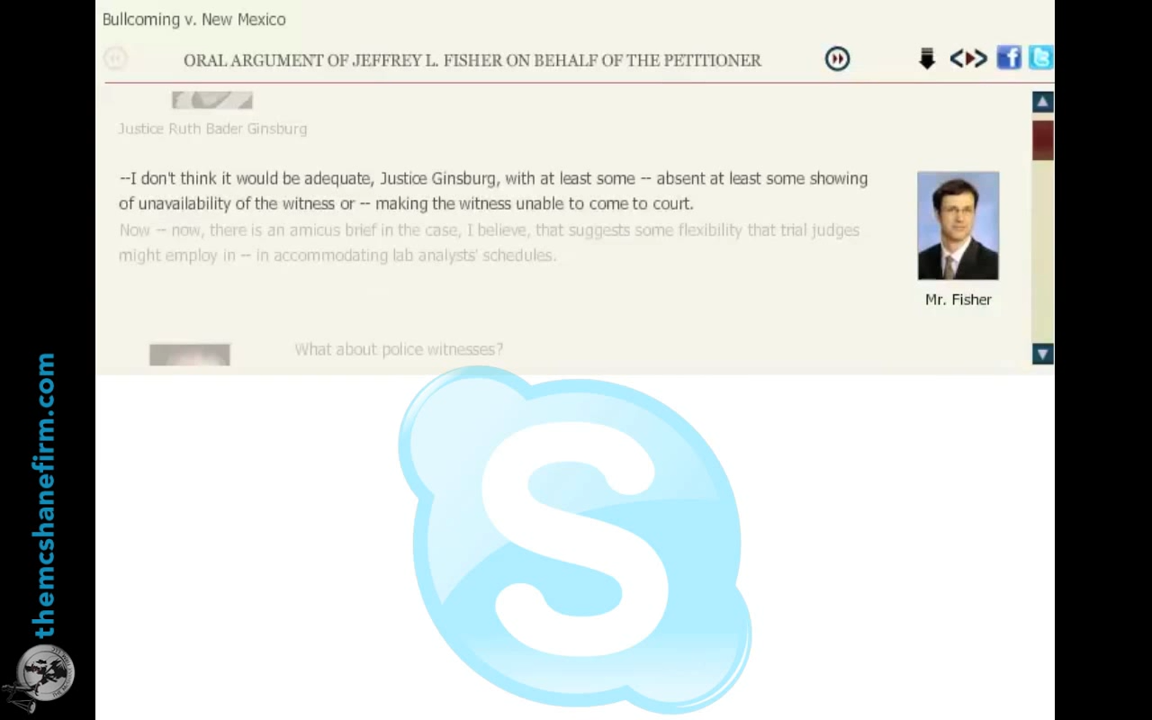 Bullcoming v. New Mexico
ORAL ARGUMENT OF JEFFREY L. FISHER ON BEHALF OF THE PETITIONER
Justice Ruth Bader Ginsburg
--I don't think it would be adequate, Justice Ginsburg, with at least some -- absent at least some showing
of unavailability of the witness or -- making the witness unable to come to court.
Now -- now, there is an amicus brief in the case, I believe, that suggests some flexibility that trial judges
might employ in -- in accommodating lab analysts' schedules.
Mr. Fisher
What about police witnesses?
themcshanefirm.com